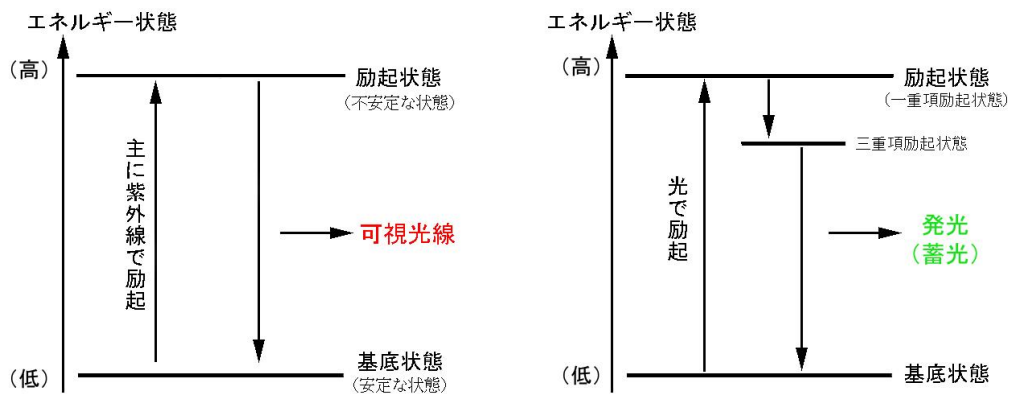 エネルギー状態
(高)
励起状態
(不安定な状態)
主に紫外線で励起
可視光線
(低)
基底状態
(安定な状態)
エネルギー状態
(高)
励起状態
(一重項励起状態)
三重項励起状態
光で励起
発光
(蓄光)
(低)
基底状態